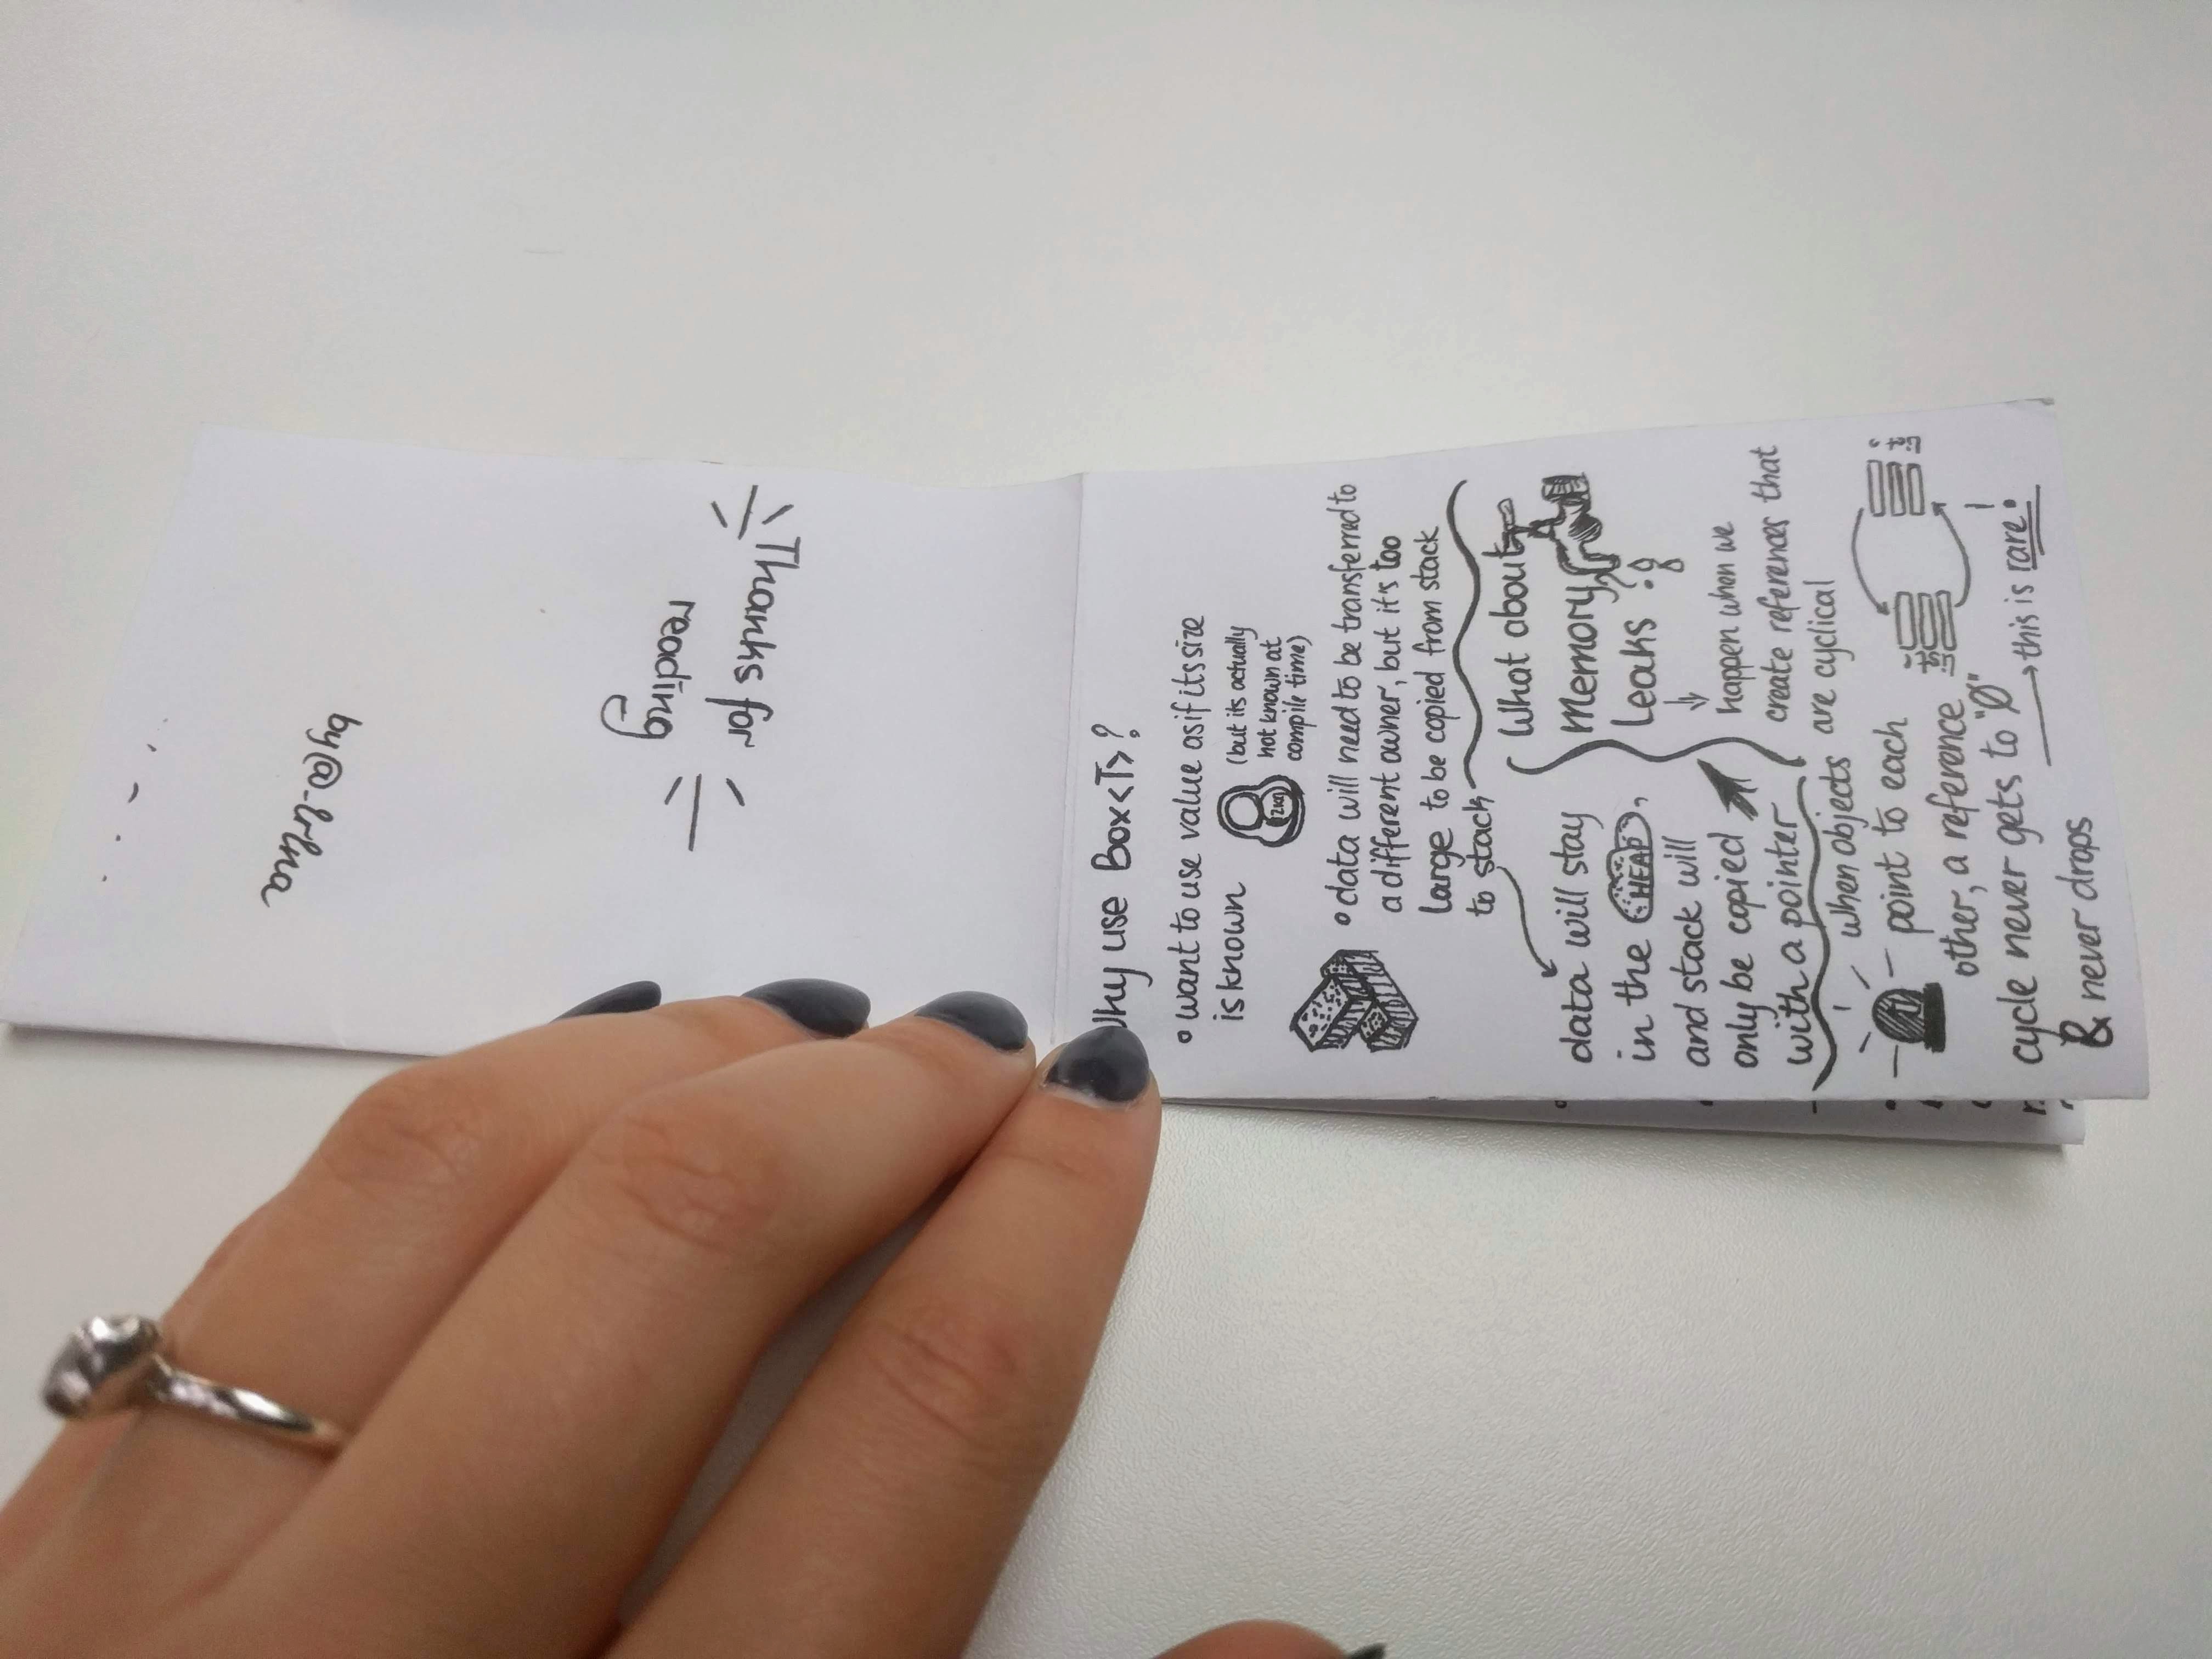 Why use Box<T>?
• want to use value as if its size
is known
(but its actually
not known at
compile time)
2KG
• data will need to be transferred to
a different owner, but it's too
large to be copied from stack
to stack
data will stay
in the HEAP,
and stack will
only be copied
with a pointer
What about
memory
leaks?
happen when we
create references that
are cyclical
when objects
point to each
other, a reference
cycle never gets to "0"
& never drops
→ this is rare!
Thanks for
reading